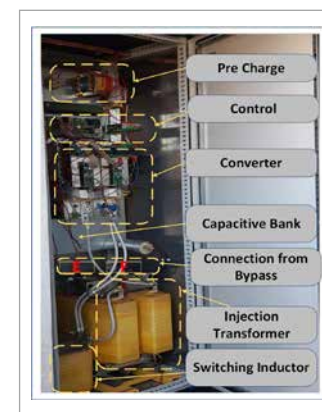 Pre Charge
Control
Converter
Capacitive Bank
Connection from
Bypass
Injection
Transformer
Switching Inductor